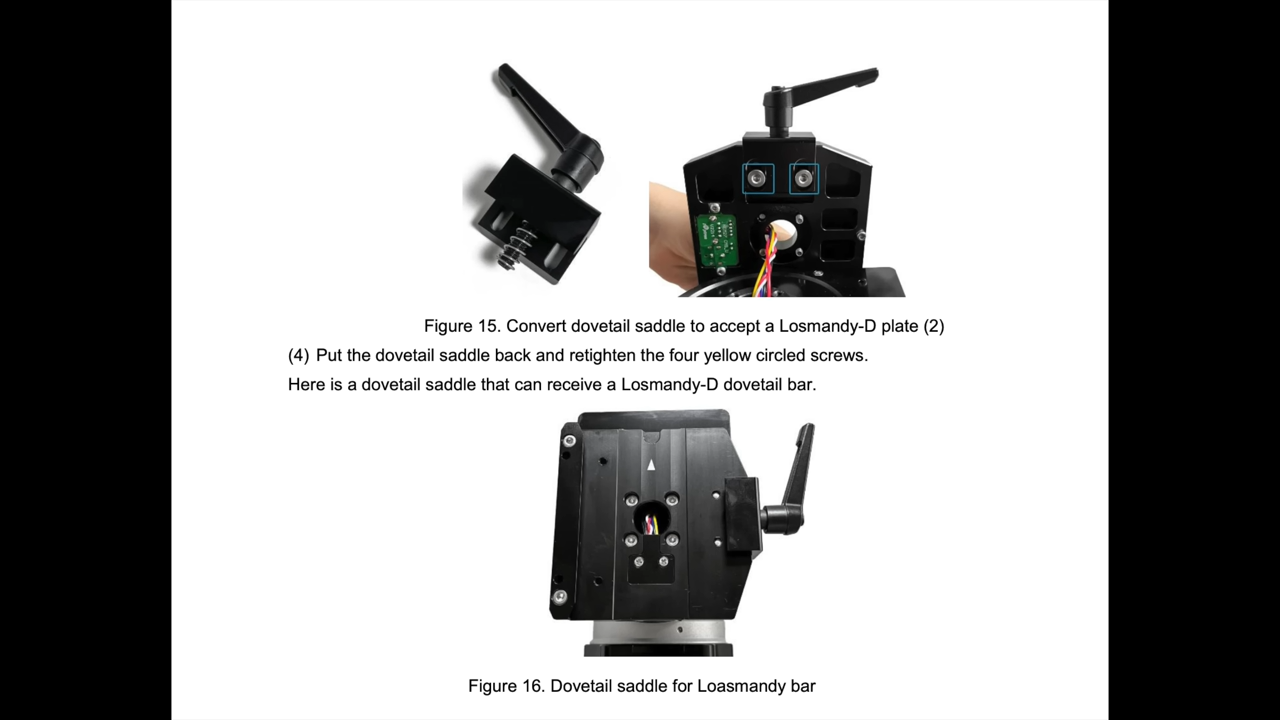 Figure 15. Convert dovetail saddle to accept a Losmandy-D plate (2)
(4) Put the dovetail saddle back and retighten the four yellow circled screws.
Here is a dovetail saddle that can receive a Losmandy-D dovetail bar.
Figure 16. Dovetail saddle for Loasmandy bar